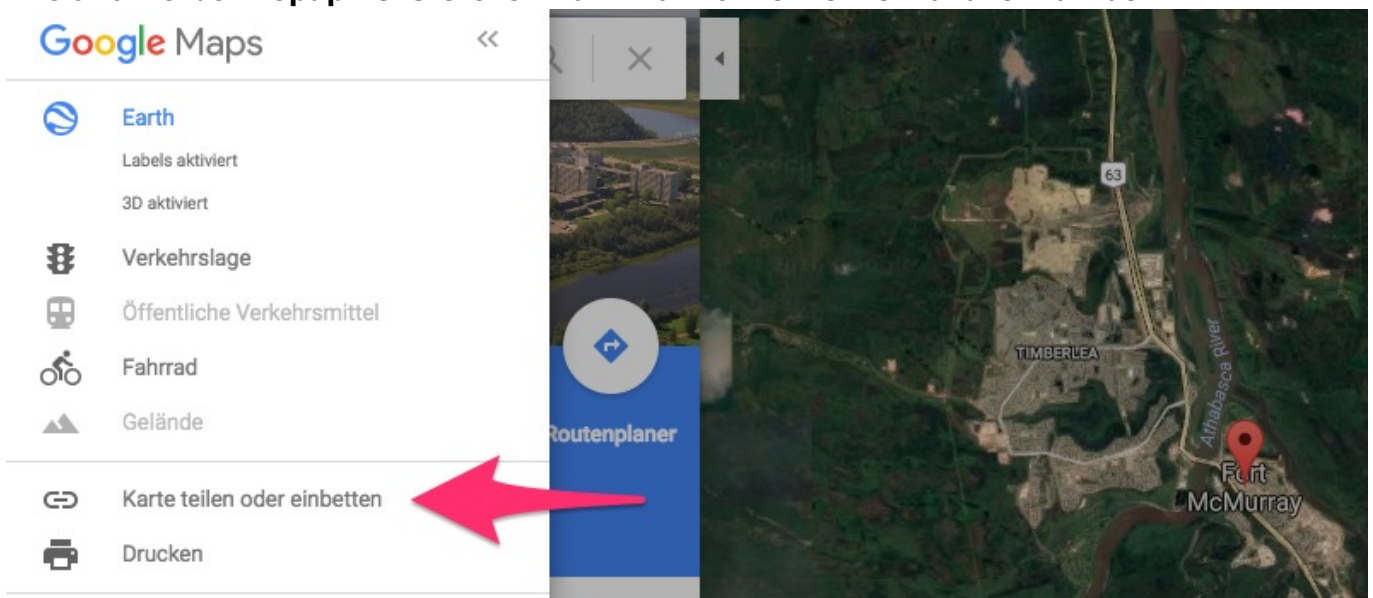 Google Maps
Earth
Labels aktiviert
3D aktiviert
Verkehrslage
Öffentliche Verkehrsmittel
Fahrrad
Gelände
Karte teilen oder einbetten
Drucken
Routenplaner
63
TIMBERLEA
Athabasca River
Fort
McMurray